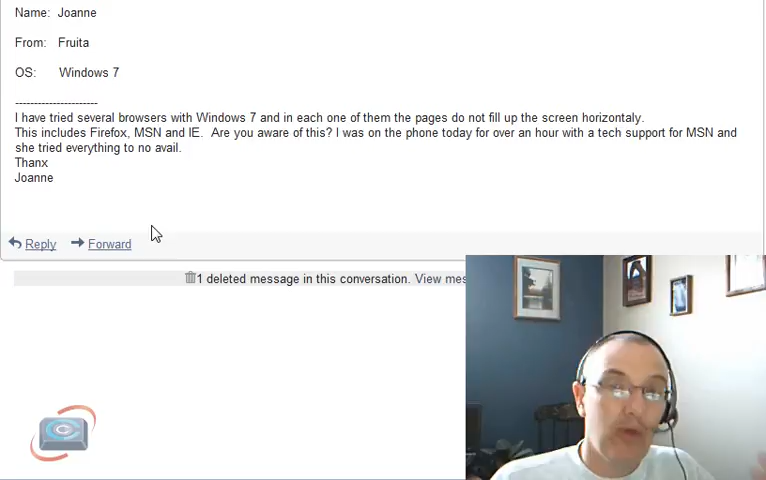 Name: Joanne
From: Fruita
OS: Windows 7
----------------------
I have tried several browsers with Windows 7 and in each one of them the pages do not fill up the screen horizontaly.
This includes Firefox, MSN and IE. Are you aware of this? I was on the phone today for over an hour with a tech support for MSN and
she tried everything to no avail.
Thanx
Joanne
Reply Forward
1 deleted message in this conversation. View mes